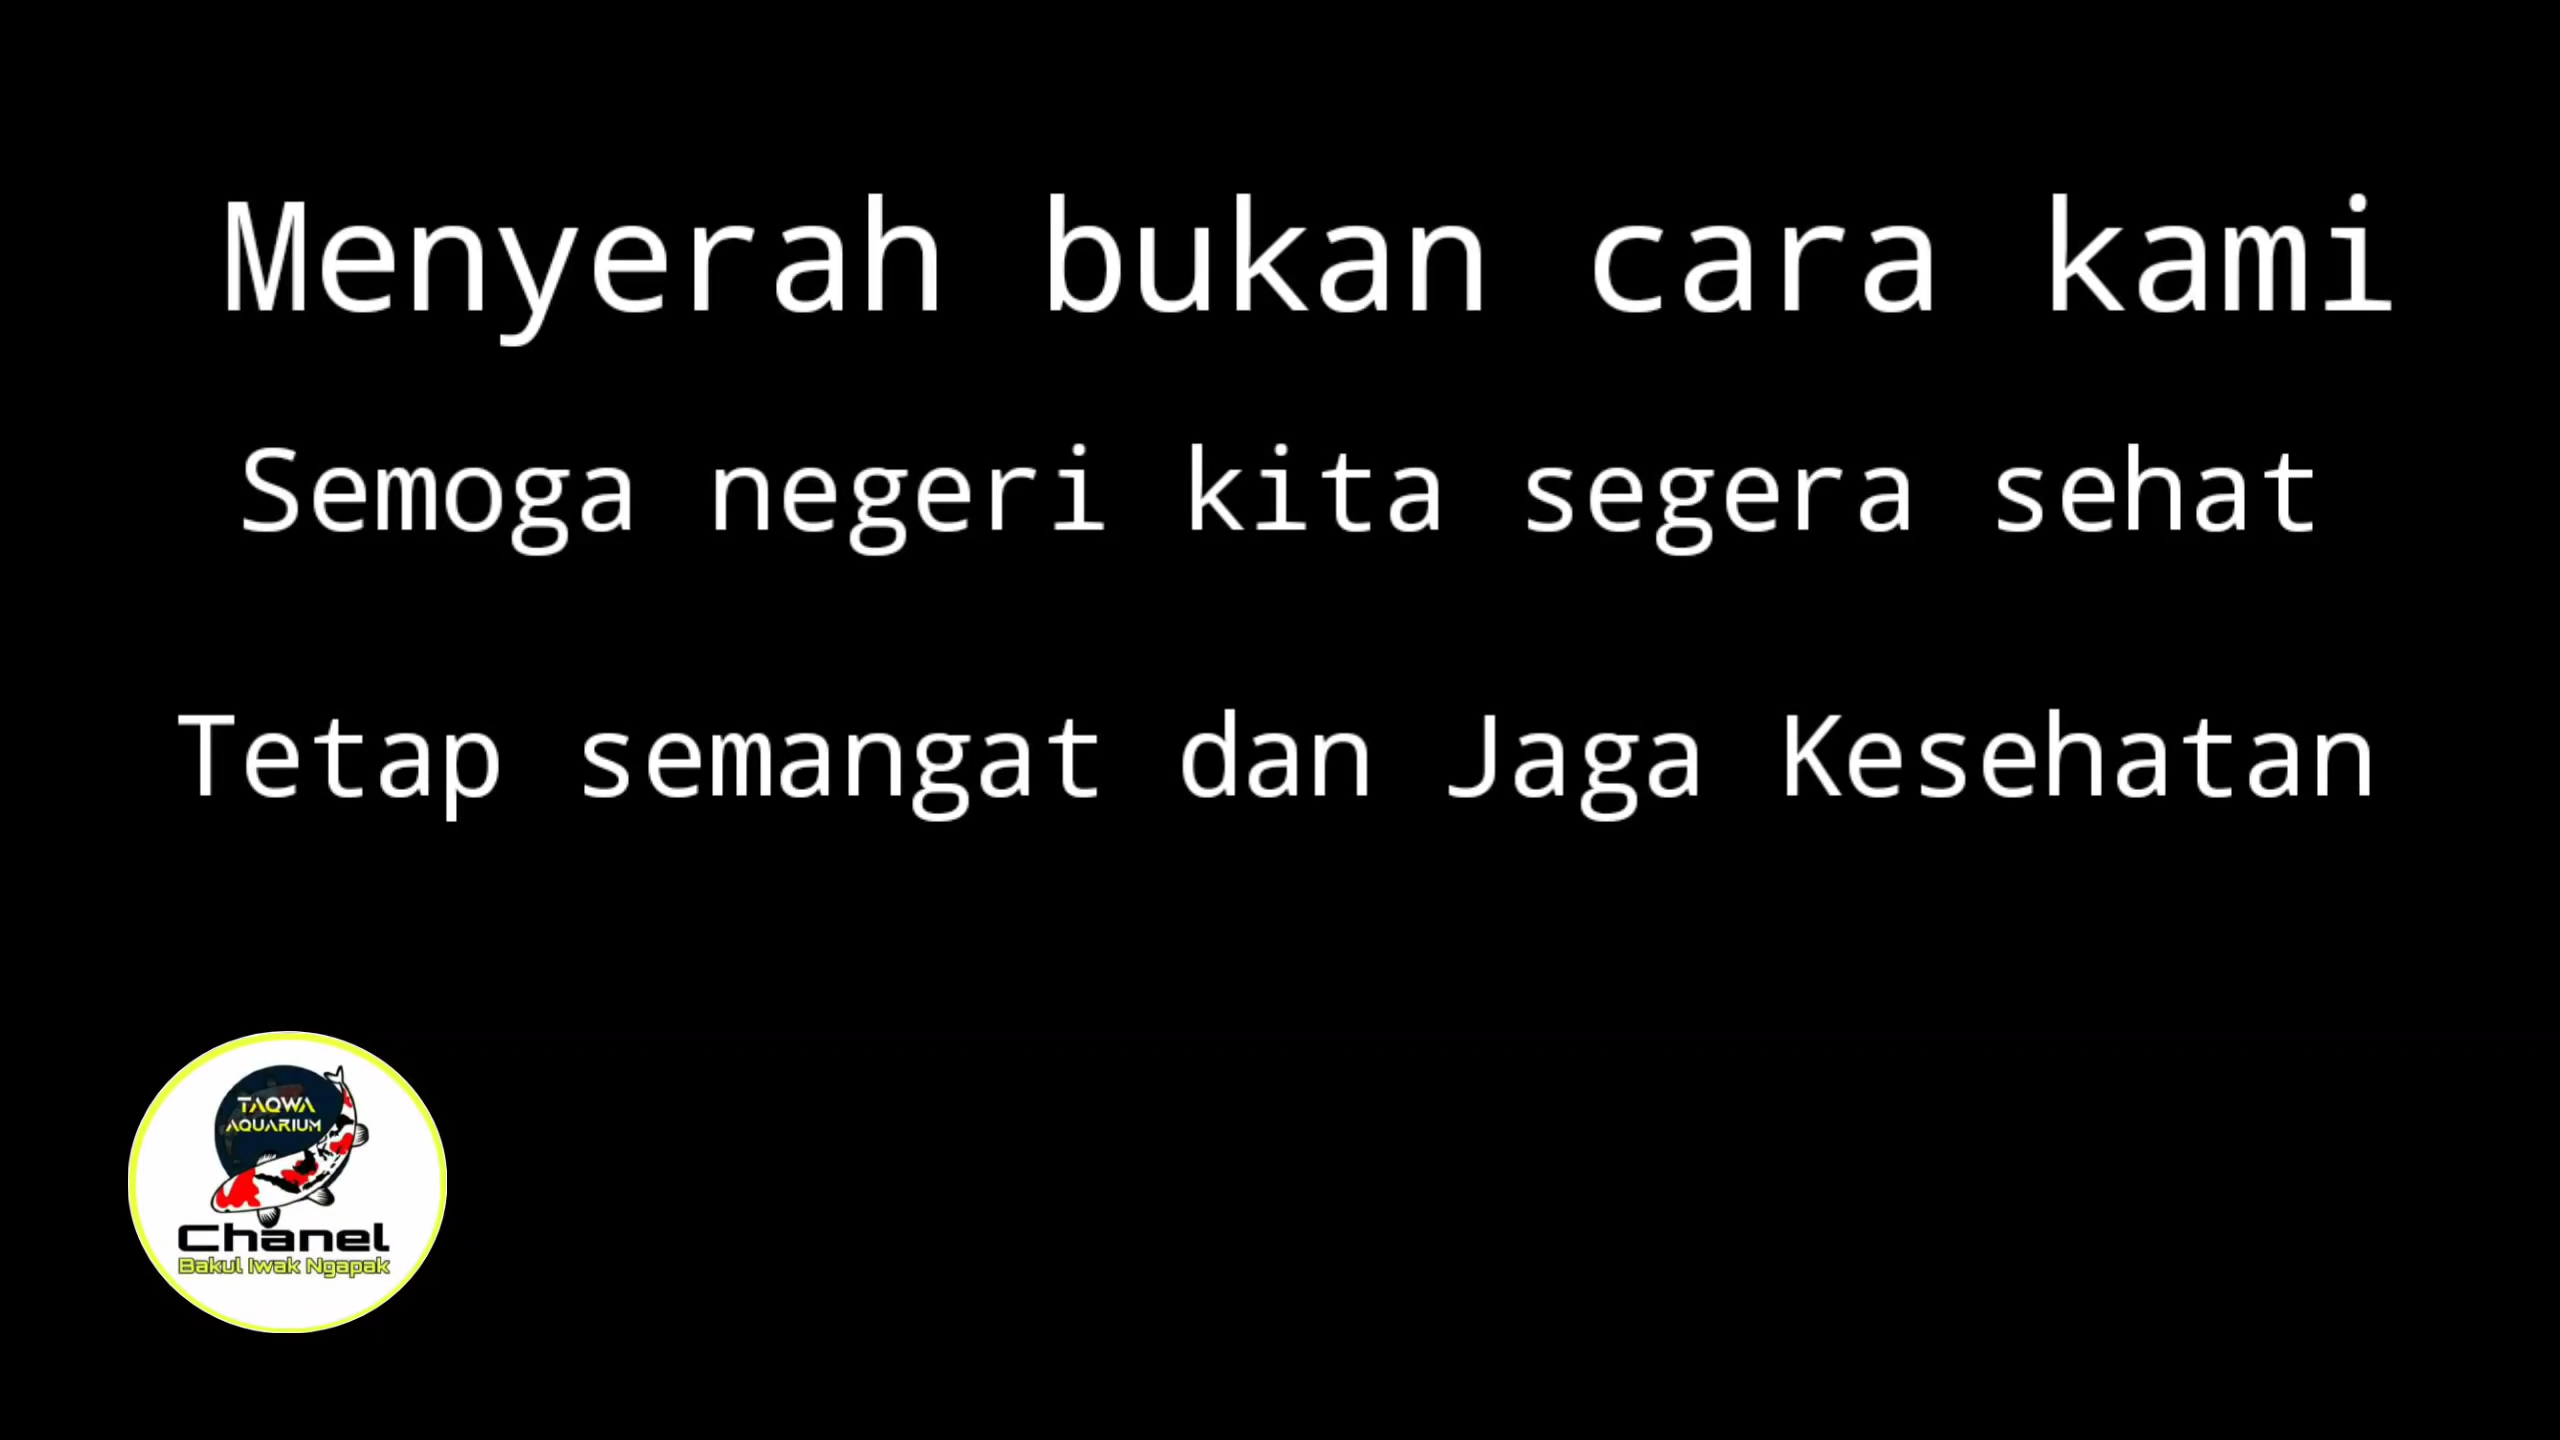 Menyerah bukan cara kami
Semoga negeri kita segera sehat
Tetap semangat dan Jaga Kesehatan
TAQWA
AQUARIUM
Chanel
Bakul Iwak Ngapak